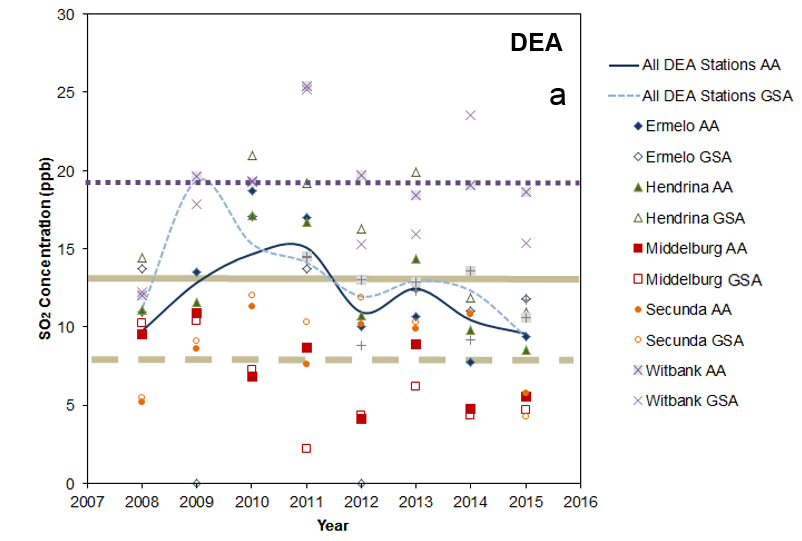 30
25
20
15
10
5
0
SO2 Concentration (ppb)
DEA
a
2007 2008 2009 2010 2011 2012 2013 2014 2015 2016
Year
All DEA Stations AA
All DEA Stations GSA
Ermelo AA
Ermelo GSA
Hendrina AA
Hendrina GSA
Middelburg AA
Middelburg GSA
Secunda AA
Secunda GSA
Witbank AA
Witbank GSA